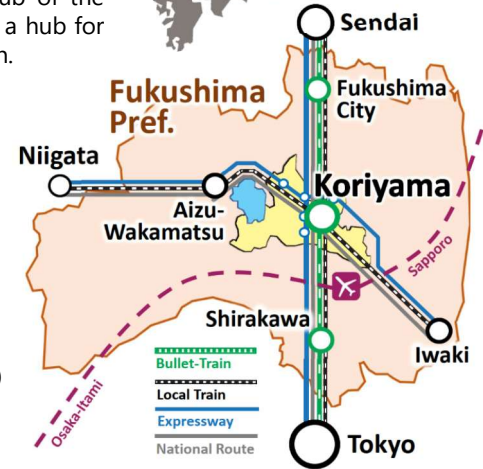 ub of the
a hub for
n.
Sendai
Fukushima
City
Fukushima
Pref.
Niigata
Koriyama
Aizu-
Wakamatsu
Sapporo
Shirakawa
Iwaki
Bullet-Train
Local Train
Expressway
National Route
Osaka-Itami
Tokyo
)